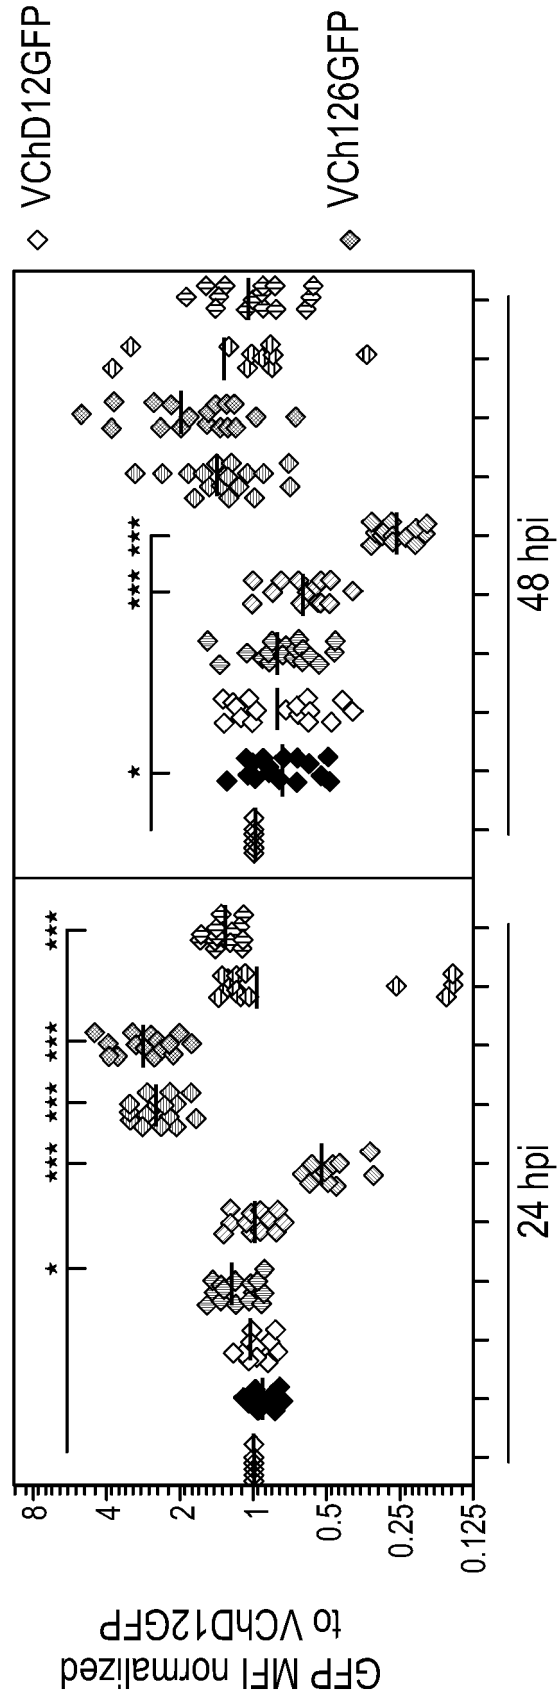 GFP MFI normalized
to VChD12GFP
8
4
2
1
0.5
0.25
0.125
*
***
***
***
***
*
***
***
24 hpi
48 hpi
VChD12GFP
VCh126GFP